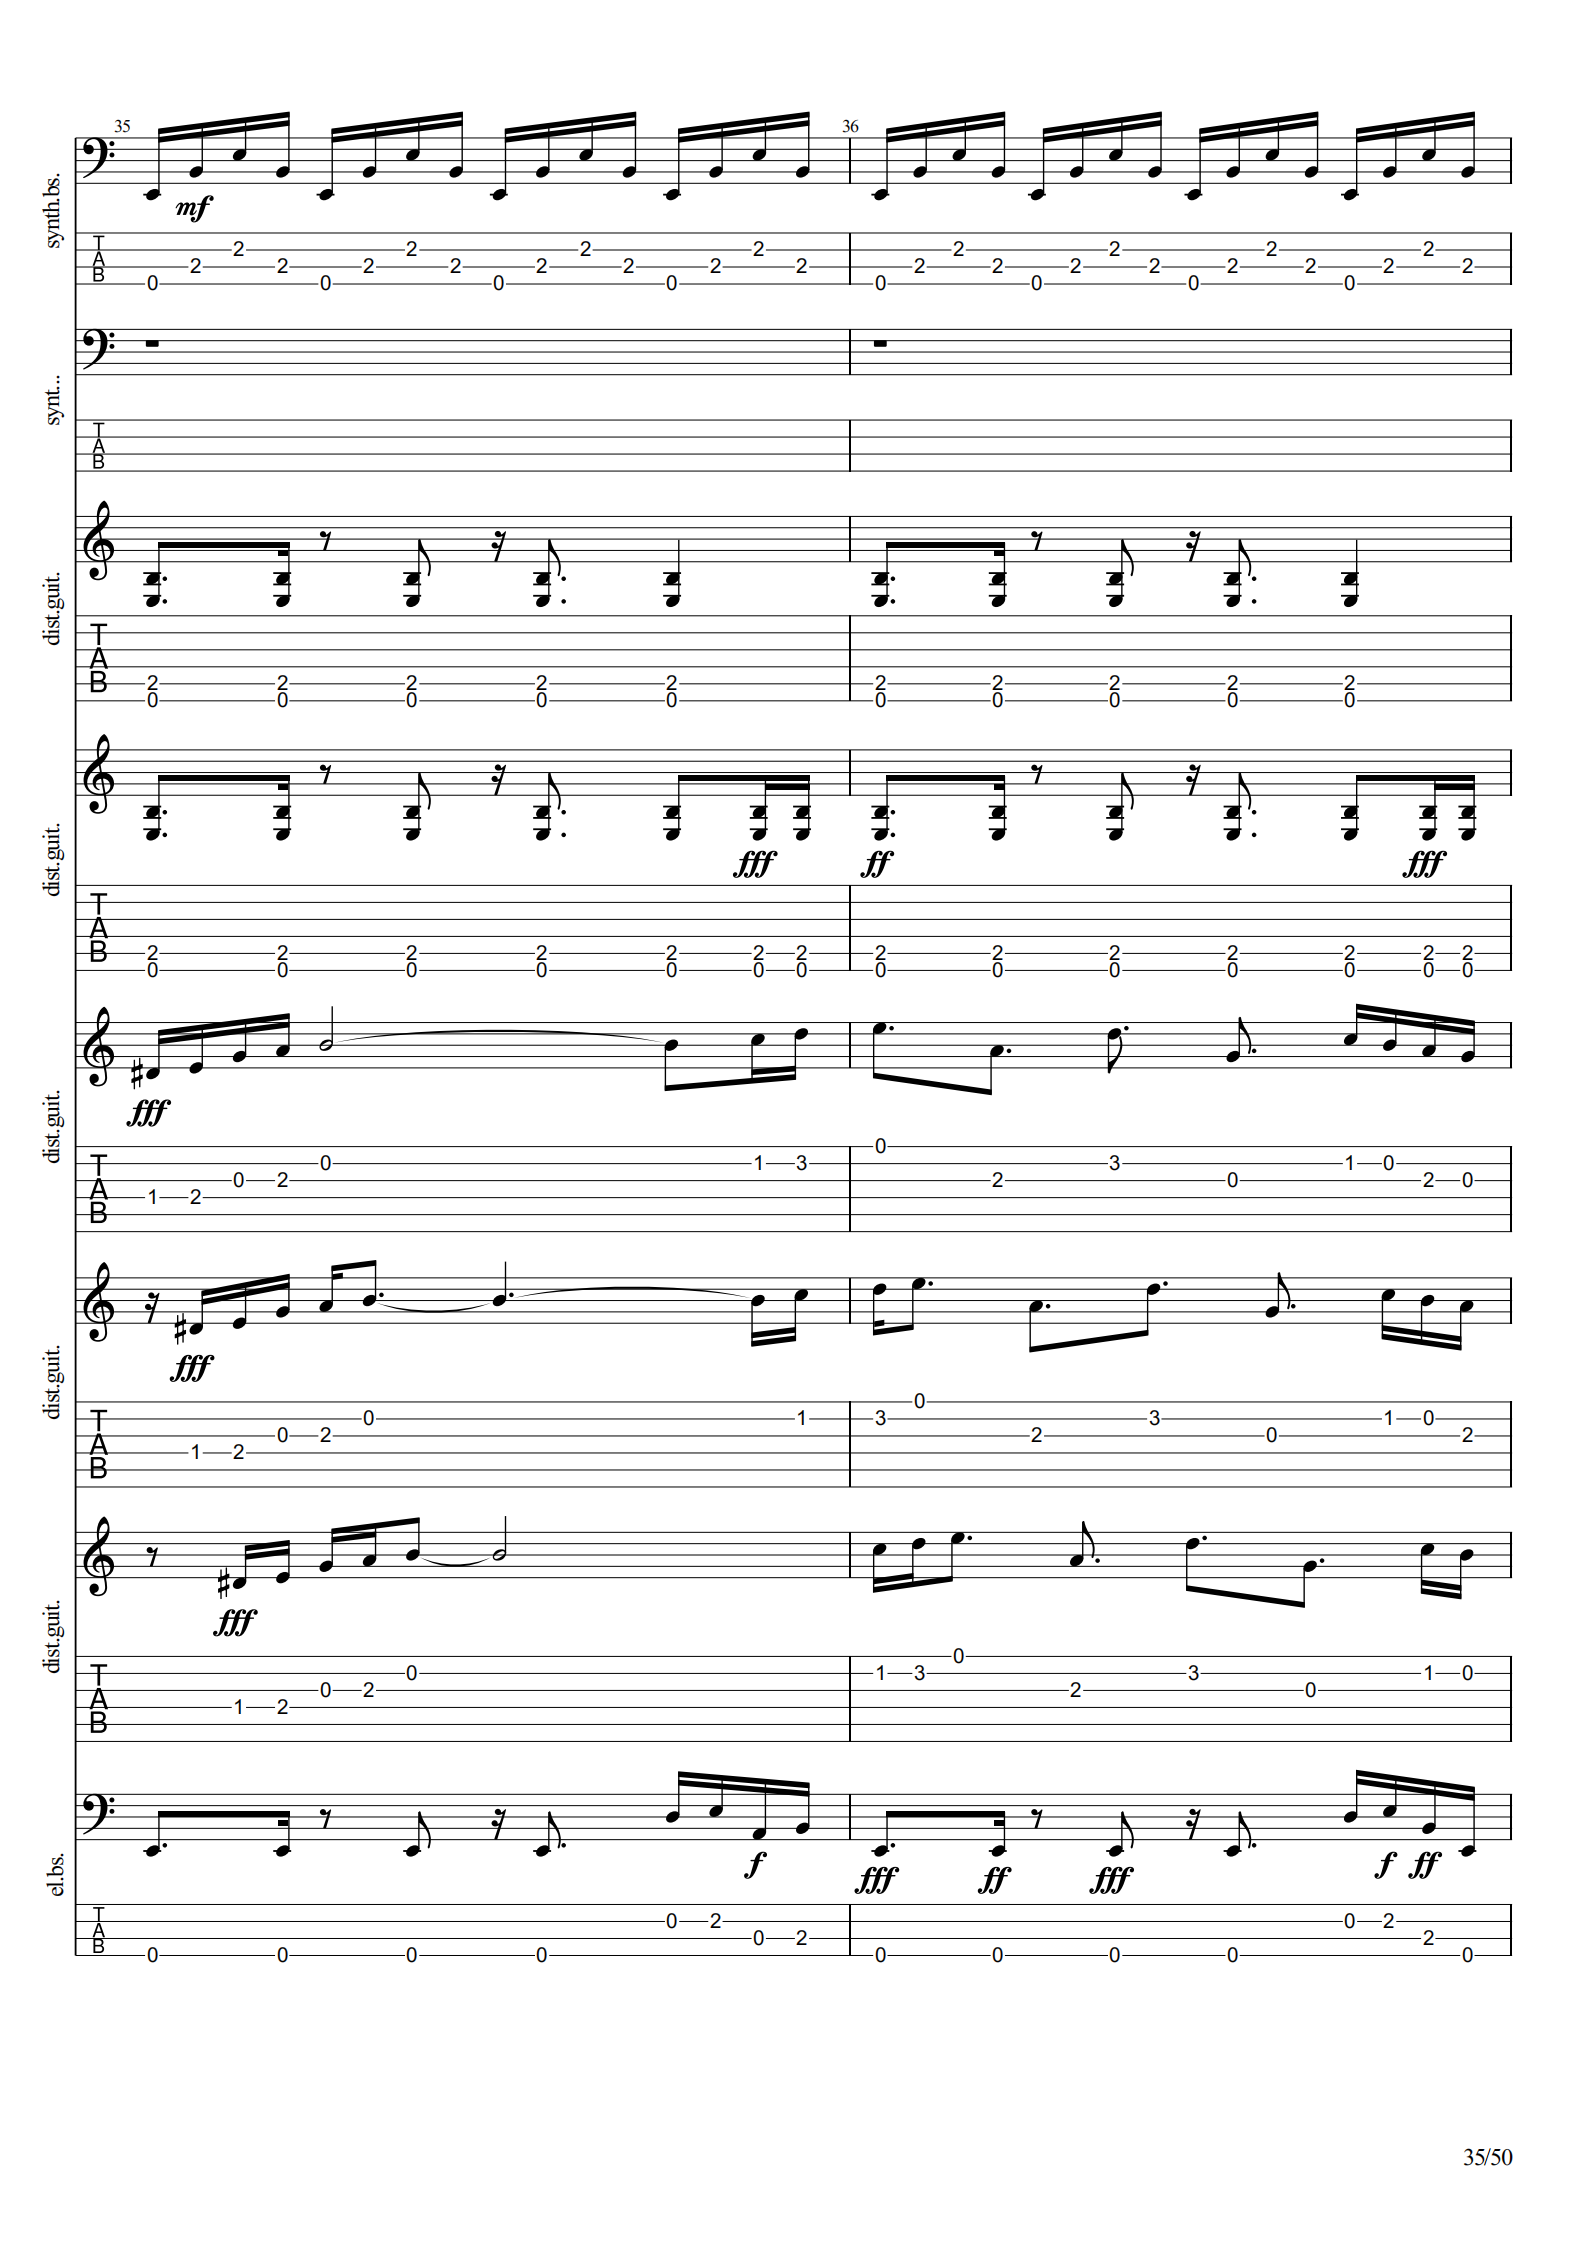 35 36
synth.bs.
mf
T A B
0 2 2 2 0 2 2 2 0 2 2 2 0 2 2 2 0 2 2 2 0 2 2 2 0 2 2 2 0 2 2 2
synt...
T A B
dist.guit.
T A B
2 2 2 2 2 2 2 2 2 2
0 0 0 0 0 0 0 0 0 0
dist.guit.
fff ff fff
T A B
2 2 2 2 2 2 2 2 2 2 2 2 2 2
0 0 0 0 0 0 0 0 0 0 0 0 0 0
dist.guit.
fff
T A B
1 2 0 2 0 1 3 0 2 3 0 1 0 2 0
dist.guit.
fff
T A B
1 2 0 2 0 1 3 0 2 3 0 1 0 2
dist.guit.
fff
T A B
1 2 0 2 0 1 3 0 2 3 0 1 0
el.bs.
f fff ff fff f ff
T A B
0 0 0 0 0 2 0 2 0 0 0 0 0 2 2 0
35/50